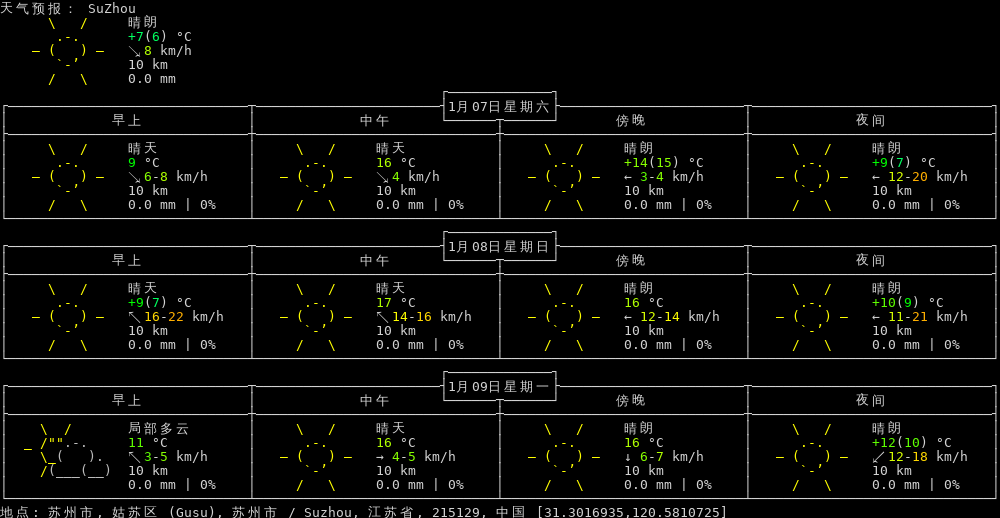 天气预报: SuZhou
晴朗
+7(6) °C
↘ 8 km/h
10 km
0.0 mm
1月07日星期六
早上 中午 傍晚 夜间
晴天 晴天 晴朗 晴朗
9 °C 16 °C +14(15) °C +9(7) °C
↘ 6-8 km/h ↘ 4 km/h ← 3-4 km/h ← 12-20 km/h
10 km 10 km 10 km 10 km
0.0 mm | 0% 0.0 mm | 0% 0.0 mm | 0% 0.0 mm | 0%
1月08日星期日
早上 中午 傍晚 夜间
晴天 晴天 晴朗 晴朗
+9(7) °C 17 °C 16 °C +10(9) °C
↖ 16-22 km/h ↖ 14-16 km/h ← 12-14 km/h ← 11-21 km/h
10 km 10 km 10 km 10 km
0.0 mm | 0% 0.0 mm | 0% 0.0 mm | 0% 0.0 mm | 0%
1月09日星期一
早上 中午 傍晚 夜间
局部多云 晴天 晴朗 晴朗
11 °C 16 °C 16 °C +12(10) °C
↖ 3-5 km/h → 4-5 km/h ↓ 6-7 km/h ↙ 12-18 km/h
10 km 10 km 10 km 10 km
0.0 mm | 0% 0.0 mm | 0% 0.0 mm | 0% 0.0 mm | 0%
地点: 苏州市, 姑苏区 (Gusu), 苏州市 / Suzhou, 江苏省, 215129, 中国 [31.3016935,120.5810725]